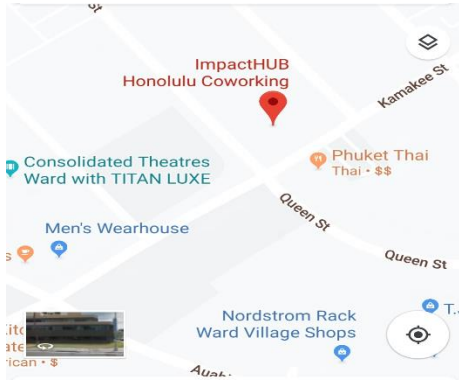 ImpactHUB
Honolulu Coworking
Kamakee St
Phuket Thai
Thai • $$
Consolidated Theatres
Ward with TITAN LUXE
Queen St
Men's Wearhouse
Queen St
Nordstrom Rack
Ward Village Shops